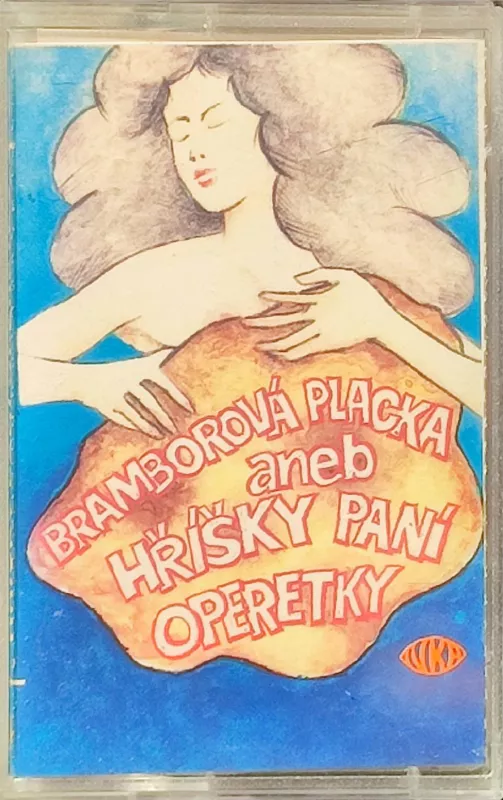 BRAMBOROVÁ PLACKA
aneb
HŘÍŠKY PANÍ
OPERETKY